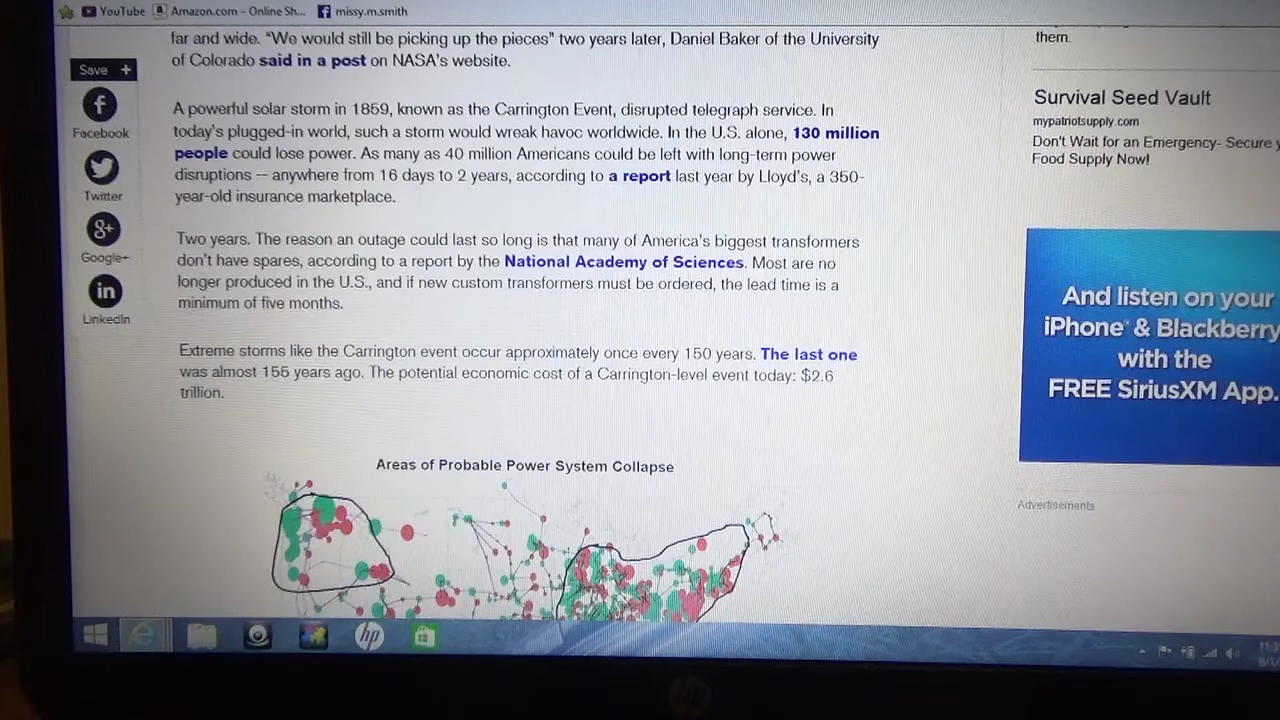 YouTube
Amazon.com – Online Sh...
missy.m.smith
far and wide. “We would still be picking up the pieces” two years later, Daniel Baker of the University
of Colorado said in a post on NASA's website.
Save +
Facebook
Twitter
Google+
LinkedIn
A powerful solar storm in 1859, known as the Carrington Event, disrupted telegraph service. In
today's plugged-in world, such a storm would wreak havoc worldwide. In the U.S. alone, 130 million
people could lose power. As many as 40 million Americans could be left with long-term power
disruptions — anywhere from 16 days to 2 years, according to a report last year by Lloyd's, a 350-
year-old insurance marketplace.
Two years. The reason an outage could last so long is that many of America's biggest transformers
don't have spares, according to a report by the National Academy of Sciences. Most are no
longer produced in the U.S., and if new custom transformers must be ordered, the lead time is a
minimum of five months.
Extreme storms like the Carrington event occur approximately once every 150 years. The last one
was almost 155 years ago. The potential economic cost of a Carrington-level event today: $2.6
trillion.
Areas of Probable Power System Collapse
them.
Survival Seed Vault
mypatriotsupply.com
Don't Wait for an Emergency- Secure
Food Supply Now!
And listen on your
iPhone & Blackberry
with the
FREE SiriusXM App.
Advertisements
hp
hp